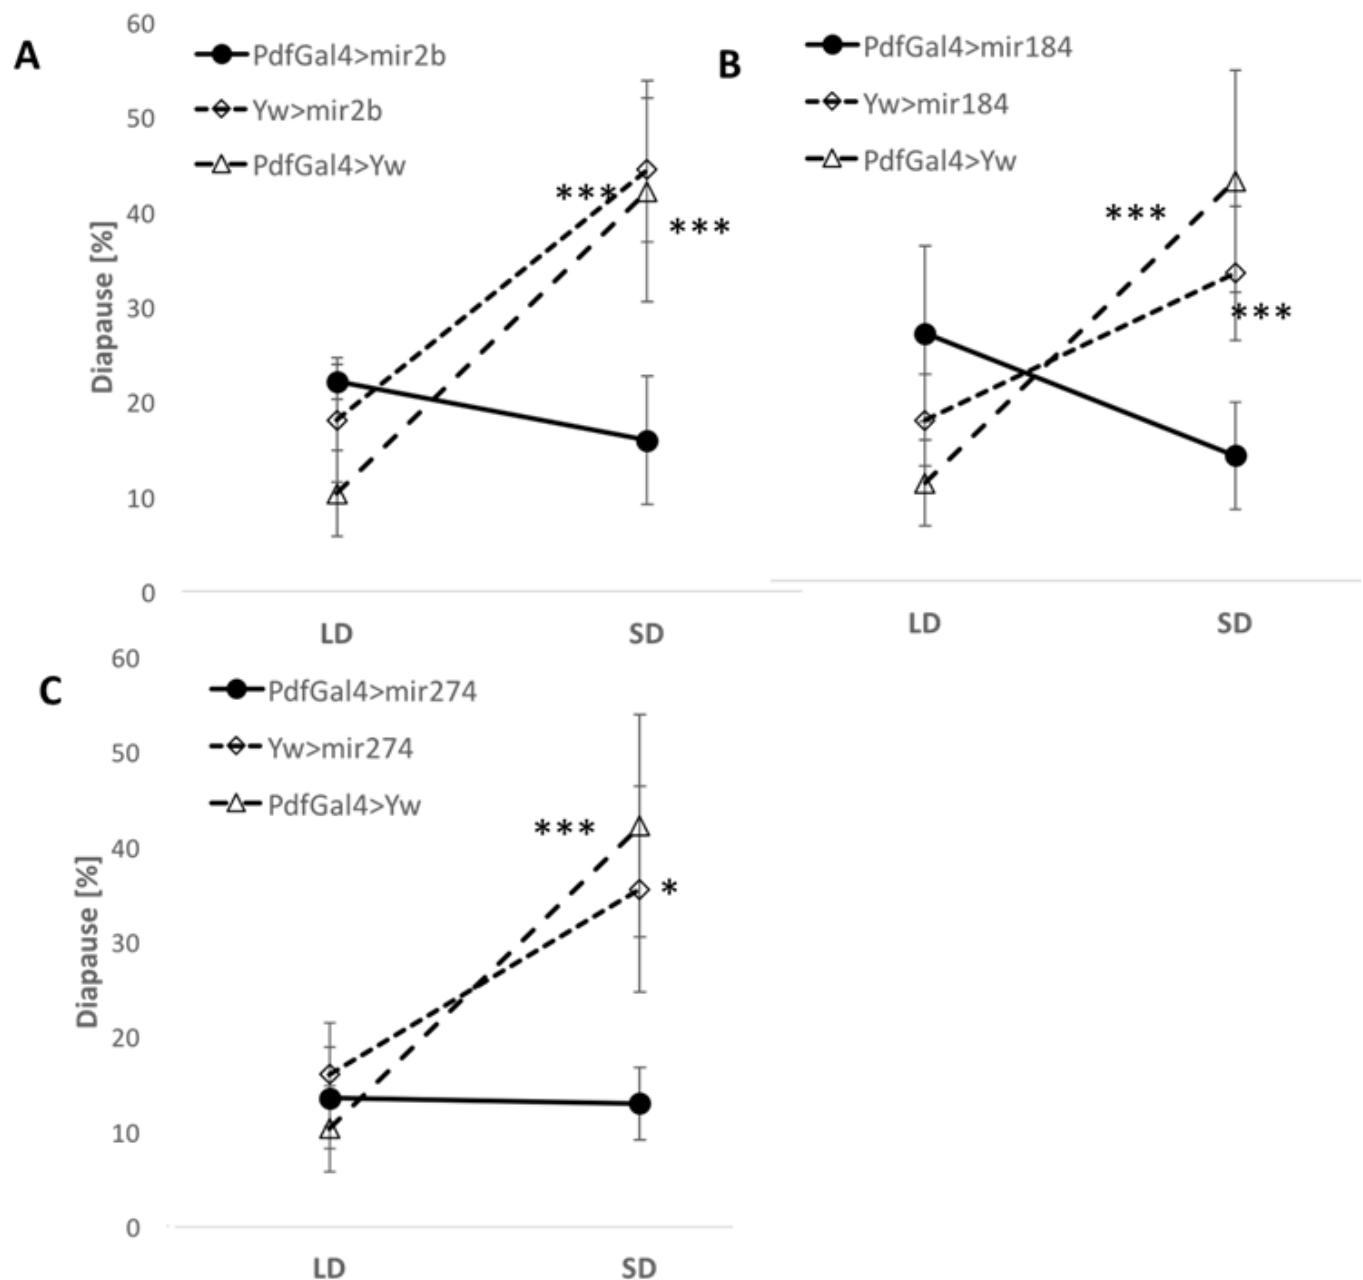 A
60
50
40
30
20
10
0
Diapause [%]
PdfGal4>mir2b
Yw>mir2b
PdfGal4>Yw
***
***
LD
SD
B
PdfGal4>mir184
Yw>mir184
PdfGal4>Yw
***
***
LD
SD
C
60
50
40
30
20
10
0
Diapause [%]
PdfGal4>mir274
Yw>mir274
PdfGal4>Yw
***
*
LD
SD